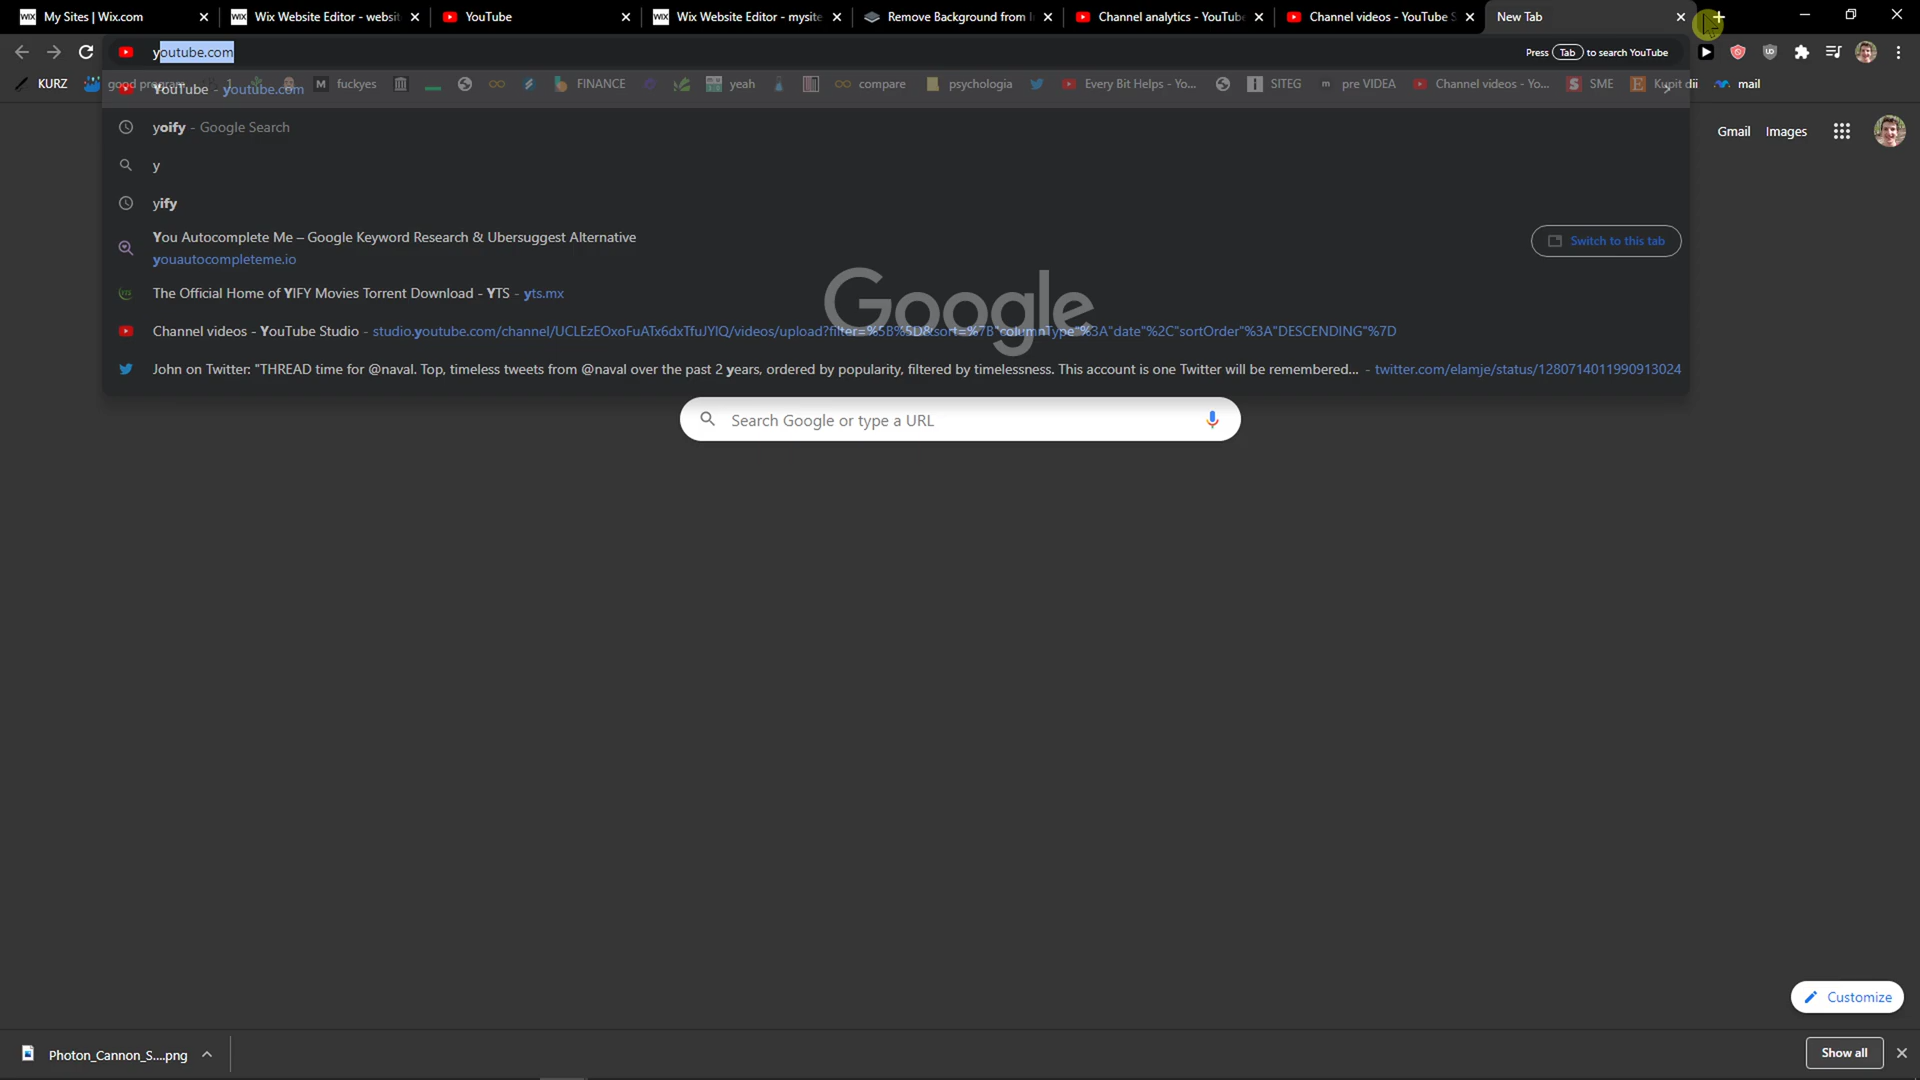 My Sites | Wix.com
Wix Website Editor - websit
YouTube
Wix Website Editor - mysite
Remove Background from I
Channel analytics - YouTube
Channel videos - YouTube S
New Tab
youtube.com
Press Tab to search YouTube
KURZ
good program
1
fuckyes
FINANCE
yeah
compare
psychologia
Every Bit Helps - Yo...
SITEG
pre VIDEA
Channel videos - Yo...
SME
Kupit dii
mail
YouTube - youtube.com
yoify - Google Search
y
yify
You Autocomplete Me – Google Keyword Research & Ubersuggest Alternative
youautocompleteme.io
Switch to this tab
The Official Home of YIFY Movies Torrent Download - YTS - yts.mx
Channel videos - YouTube Studio - studio.youtube.com/channel/UCLEzEOxoFuATx6dxTfuJYIQ/videos/upload?filter=%5B%5D&sort=%7B"columnType"%3A"date"%2C"sortOrder"%3A"DESCENDING"%7D
John on Twitter: "THREAD time for @naval. Top, timeless tweets from @naval over the past 2 years, ordered by popularity, filtered by timelessness. This account is one Twitter will be remembered... - twitter.com/elamje/status/1280714011990913024
Gmail
Images
Google
Search Google or type a URL
Customize
Photon_Cannon_S....png
Show all